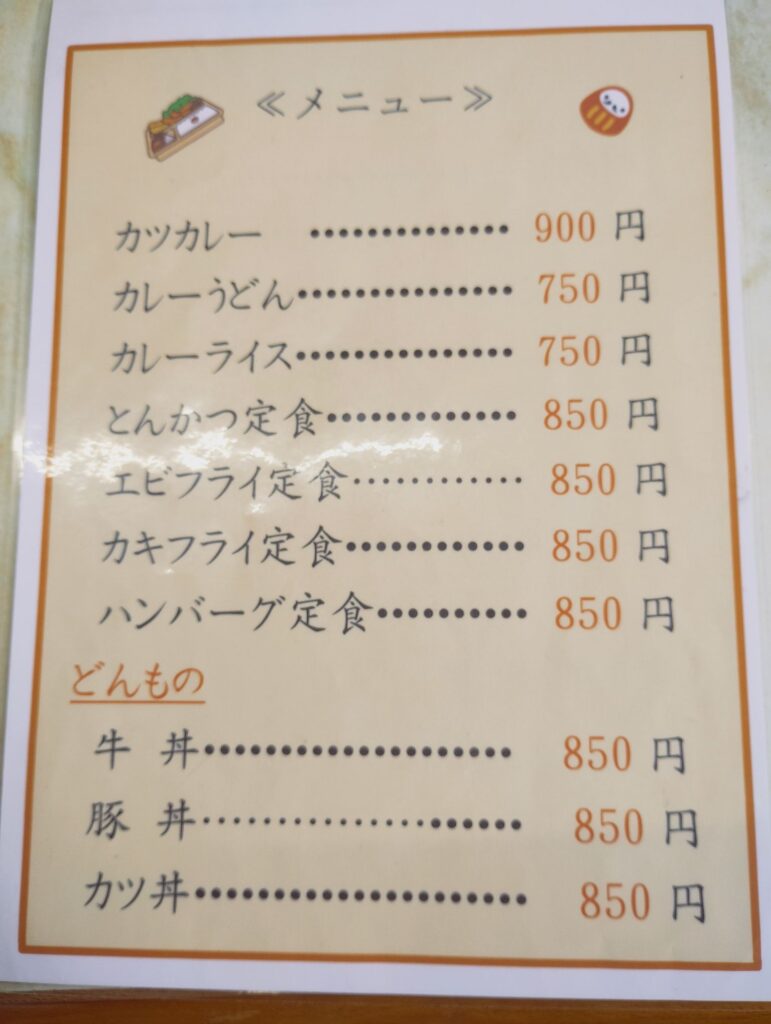 ≪メニュー≫
カツカレー ・・・・・・・・・・・・・・ 900 円
カレーうどん・・・・・・・・・・・・・・・ 750 円
カレーライス・・・・・・・・・・・・・・・ 750 円
とんかつ定食・・・・・・・・・・・・・ 850 円
エビフライ定食・・・・・・・・・・・・ 850 円
カキフライ定食・・・・・・・・・・・・ 850 円
ハンバーグ定食・・・・・・・・・・ 850 円
どんもの
牛 丼・・・・・・・・・・・・・・・・・・・・ 850 円
豚 丼・・・・・・・・・・・・・・・・・・・・・ 850 円
カツ丼・・・・・・・・・・・・・・・・・・・・・ 850 円